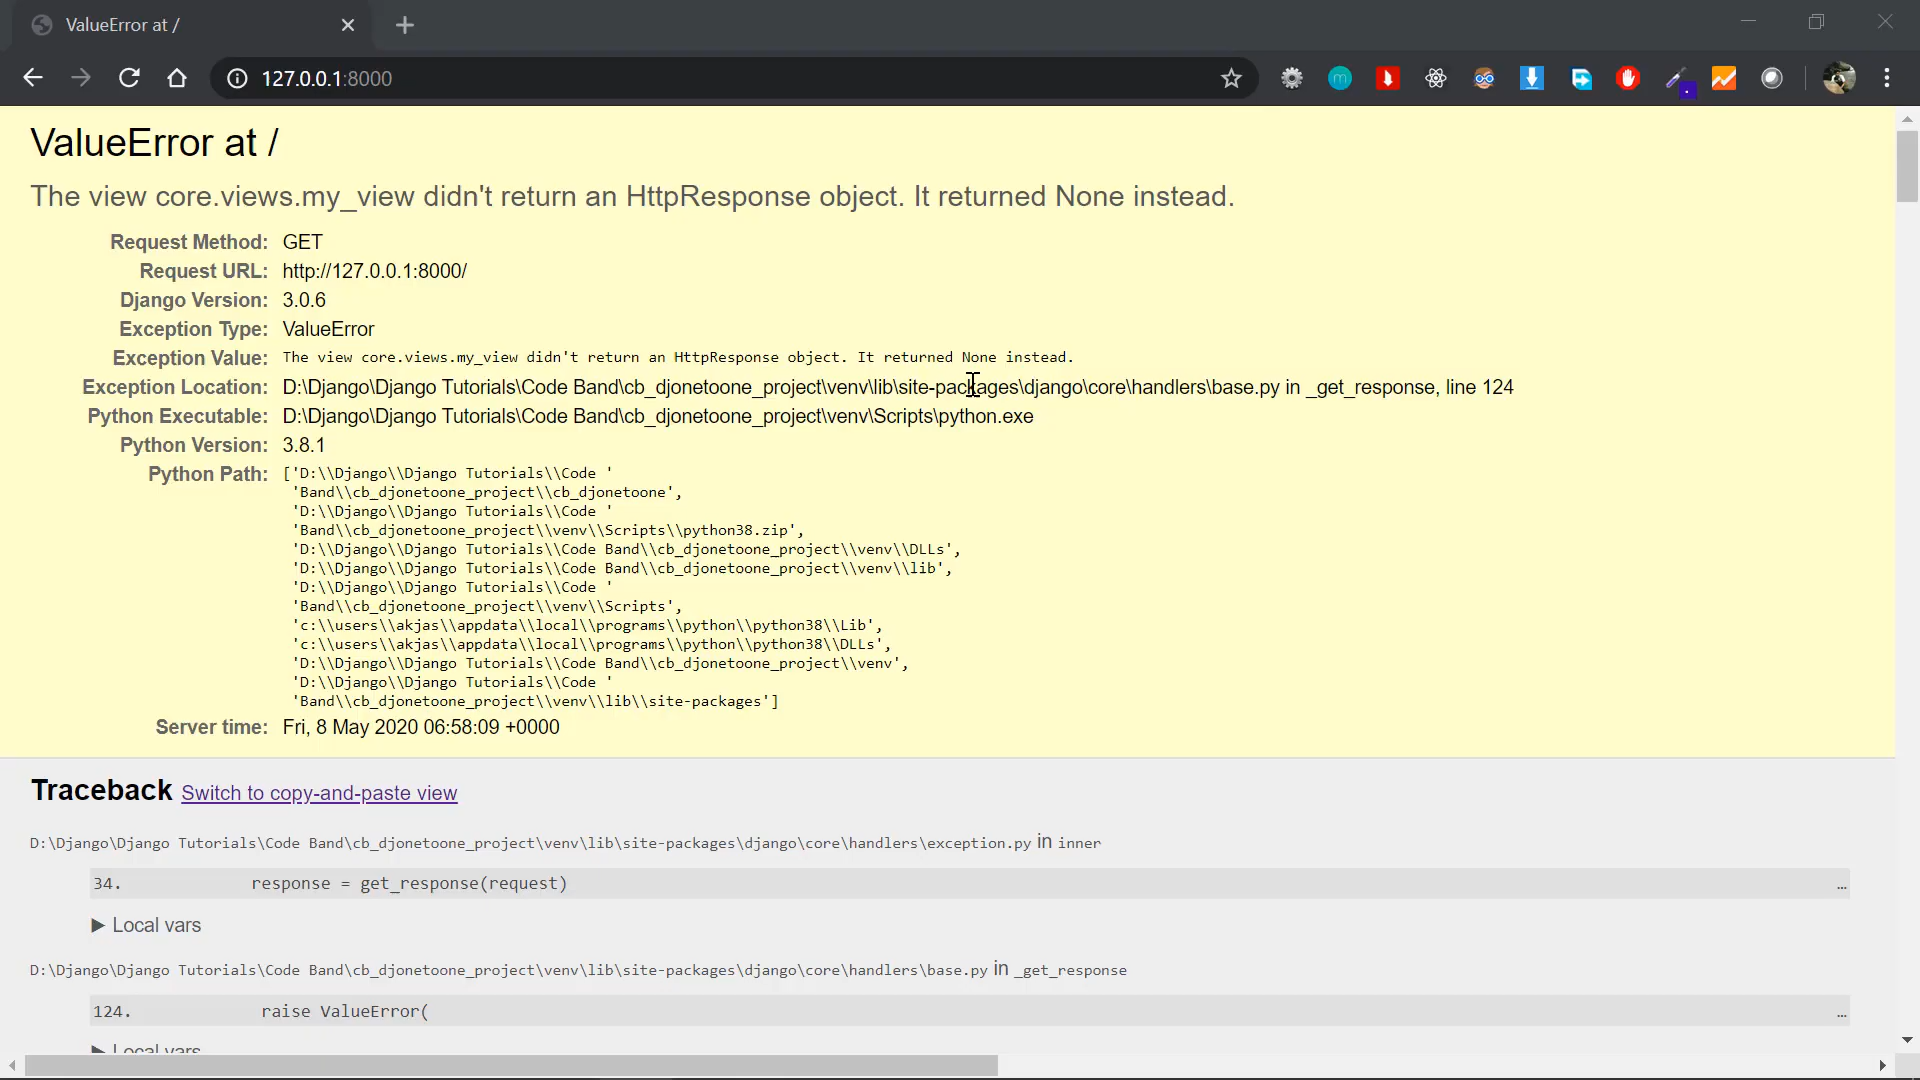 ValueError at /
127.0.0.1:8000
ValueError at /
The view core.views.my_view didn't return an HttpResponse object. It returned None instead.
Request Method: GET
Request URL: http://127.0.0.1:8000/
Django Version: 3.0.6
Exception Type: ValueError
Exception Value: The view core.views.my_view didn't return an HttpResponse object. It returned None instead.
Exception Location: D:\Django\Django Tutorials\Code Band\cb_djonetoone_project\venv\lib\site-packages\django\core\handlers\base.py in _get_response, line 124
Python Executable: D:\Django\Django Tutorials\Code Band\cb_djonetoone_project\venv\Scripts\python.exe
Python Version: 3.8.1
Python Path: ['D:\\Django\\Django Tutorials\\Code '
'Band\\cb_djonetoone_project\\cb_djonetoone',
'D:\\Django\\Django Tutorials\\Code '
'Band\\cb_djonetoone_project\\venv\\Scripts\\python38.zip',
'D:\\Django\\Django Tutorials\\Code Band\\cb_djonetoone_project\\venv\\DLLs',
'D:\\Django\\Django Tutorials\\Code Band\\cb_djonetoone_project\\venv\\lib',
'D:\\Django\\Django Tutorials\\Code '
'Band\\cb_djonetoone_project\\venv\\Scripts',
'c:\\users\\akjas\\appdata\\local\\programs\\python\\python38\\Lib',
'c:\\users\\akjas\\appdata\\local\\programs\\python\\python38\\DLLs',
'D:\\Django\\Django Tutorials\\Code Band\\cb_djonetoone_project\\venv',
'D:\\Django\\Django Tutorials\\Code '
'Band\\cb_djonetoone_project\\venv\\lib\\site-packages']
Server time: Fri, 8 May 2020 06:58:09 +0000
Traceback Switch to copy-and-paste view
D:\Django\Django Tutorials\Code Band\cb_djonetoone_project\venv\lib\site-packages\django\core\handlers\exception.py in inner
34. response = get_response(request) …
▶ Local vars
D:\Django\Django Tutorials\Code Band\cb_djonetoone_project\venv\lib\site-packages\django\core\handlers\base.py in _get_response
124. raise ValueError( …
▶ Local vars